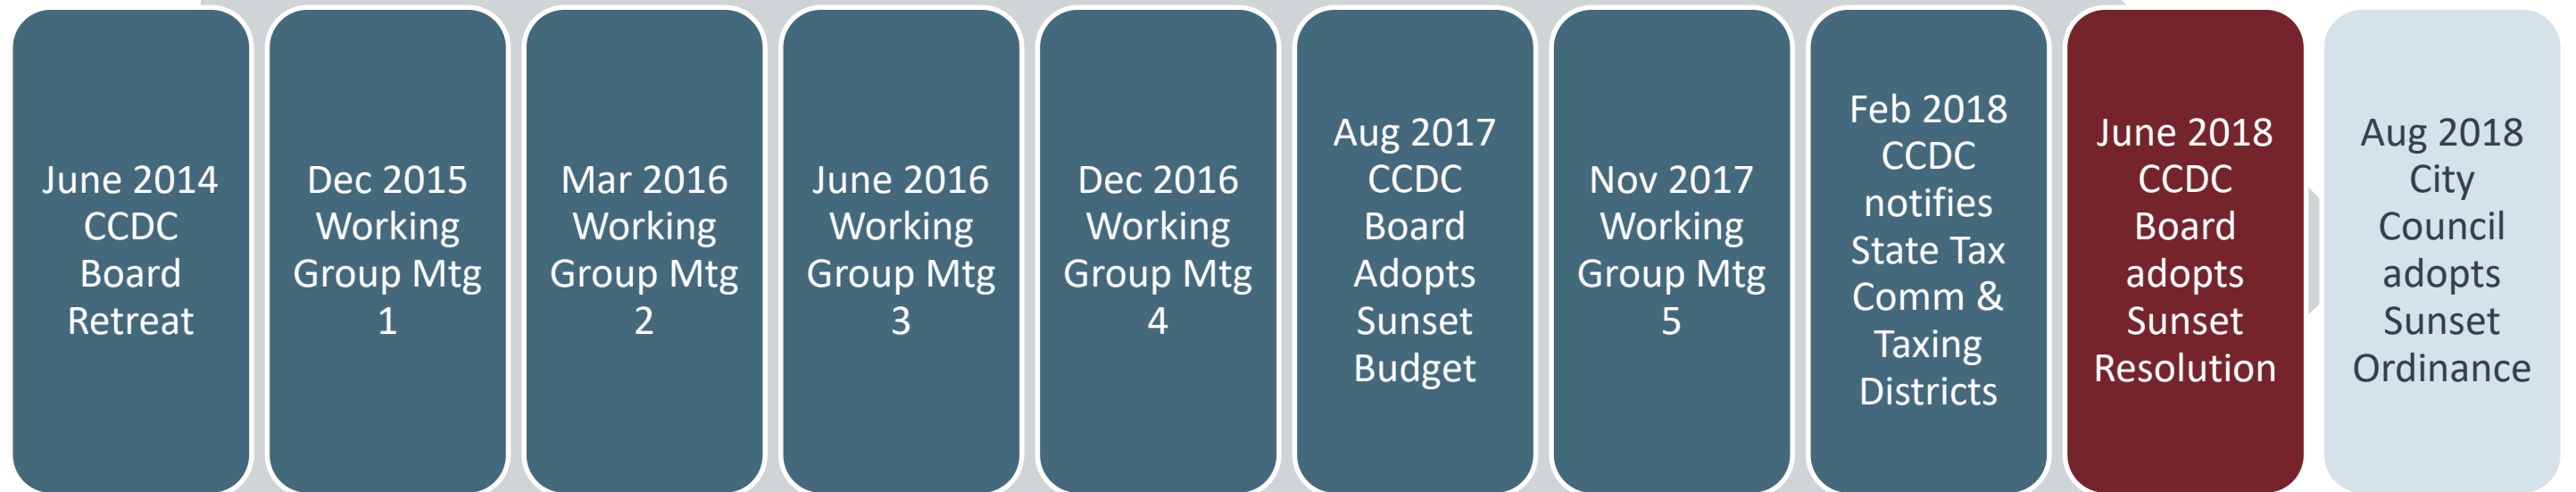 June 2014
CCDC
Board
Retreat
Dec 2015
Working
Group Mtg
1
Mar 2016
Working
Group Mtg
2
June 2016
Working
Group Mtg
3
Dec 2016
Working
Group Mtg
4
Aug 2017
CCDC
Board
Adopts
Sunset
Budget
Nov 2017
Working
Group Mtg
5
Feb 2018
CCDC
notifies
State Tax
Comm &
Taxing
Districts
June 2018
CCDC
Board
adopts
Sunset
Resolution
Aug 2018
City
Council
adopts
Sunset
Ordinance